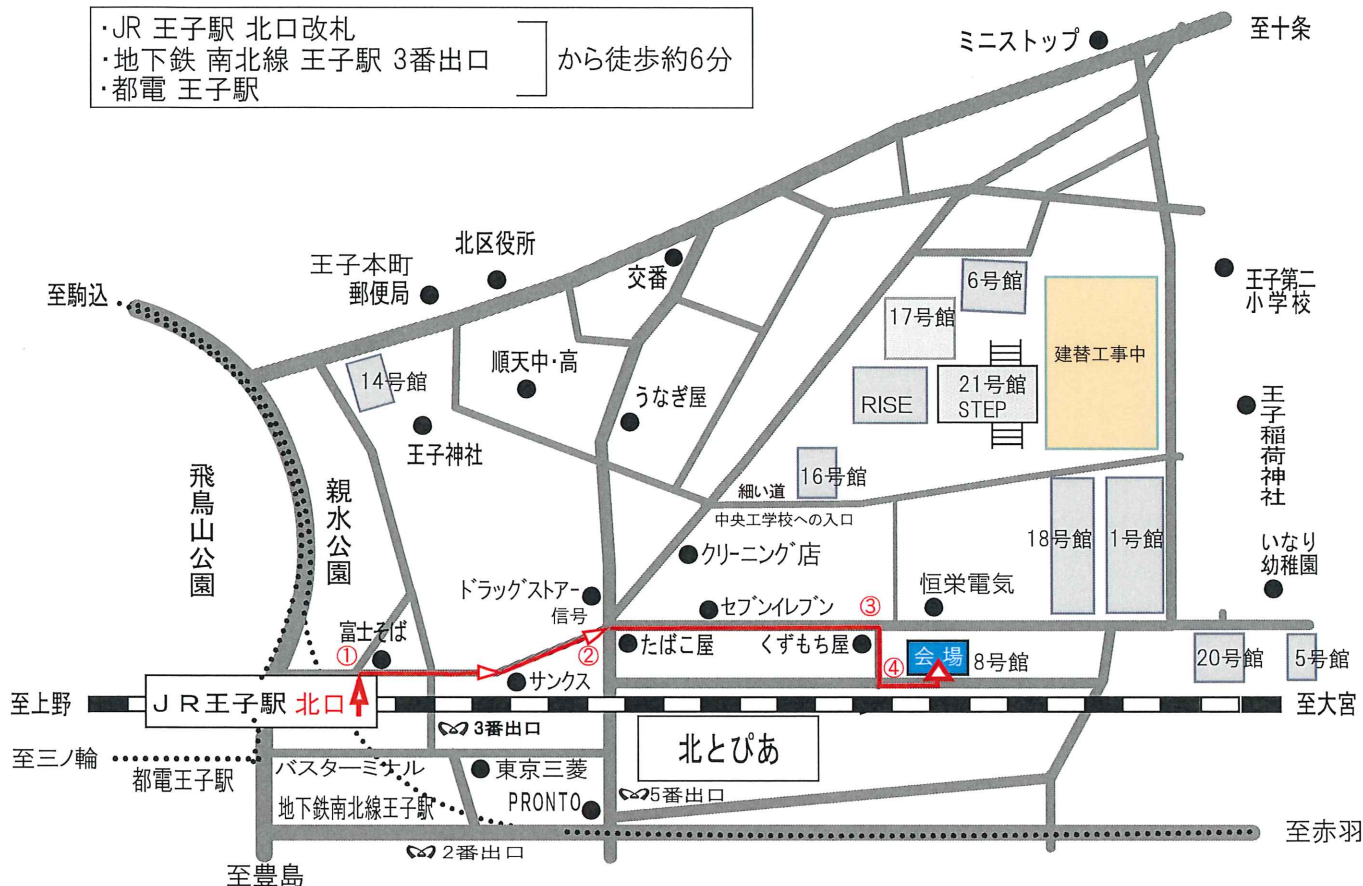 ・JR 王子駅 北口改札
・地下鉄 南北線 王子駅 3番出口
・都電 王子駅
から徒歩約6分
ミニストップ
至十条
北区役所
王子本町
郵便局
交番
至駒込
6号館
王子第二
小学校
17号館
建替工事中
順天中・高
14号館
21号館
STEP
RISE
うなぎ屋
王子神社
王子稲荷神社
飛鳥山公園
親水公園
16号館
細い道
中央工学校への入口
18号館
1号館
クリーニング店
いなり
幼稚園
ドラッグストアー
信号
セブンイレブン
恒栄電気
③
富士そば
①
②
たばこ屋
くずもち屋
④
会場
8号館
20号館
5号館
サンクス
至上野
JR王子駅 北口
至大宮
3番出口
北とぴあ
至三ノ輪
都電王子駅
バスターミナル
東京三菱
地下鉄南北線王子駅
PRONTO
5番出口
至赤羽
2番出口
至豊島